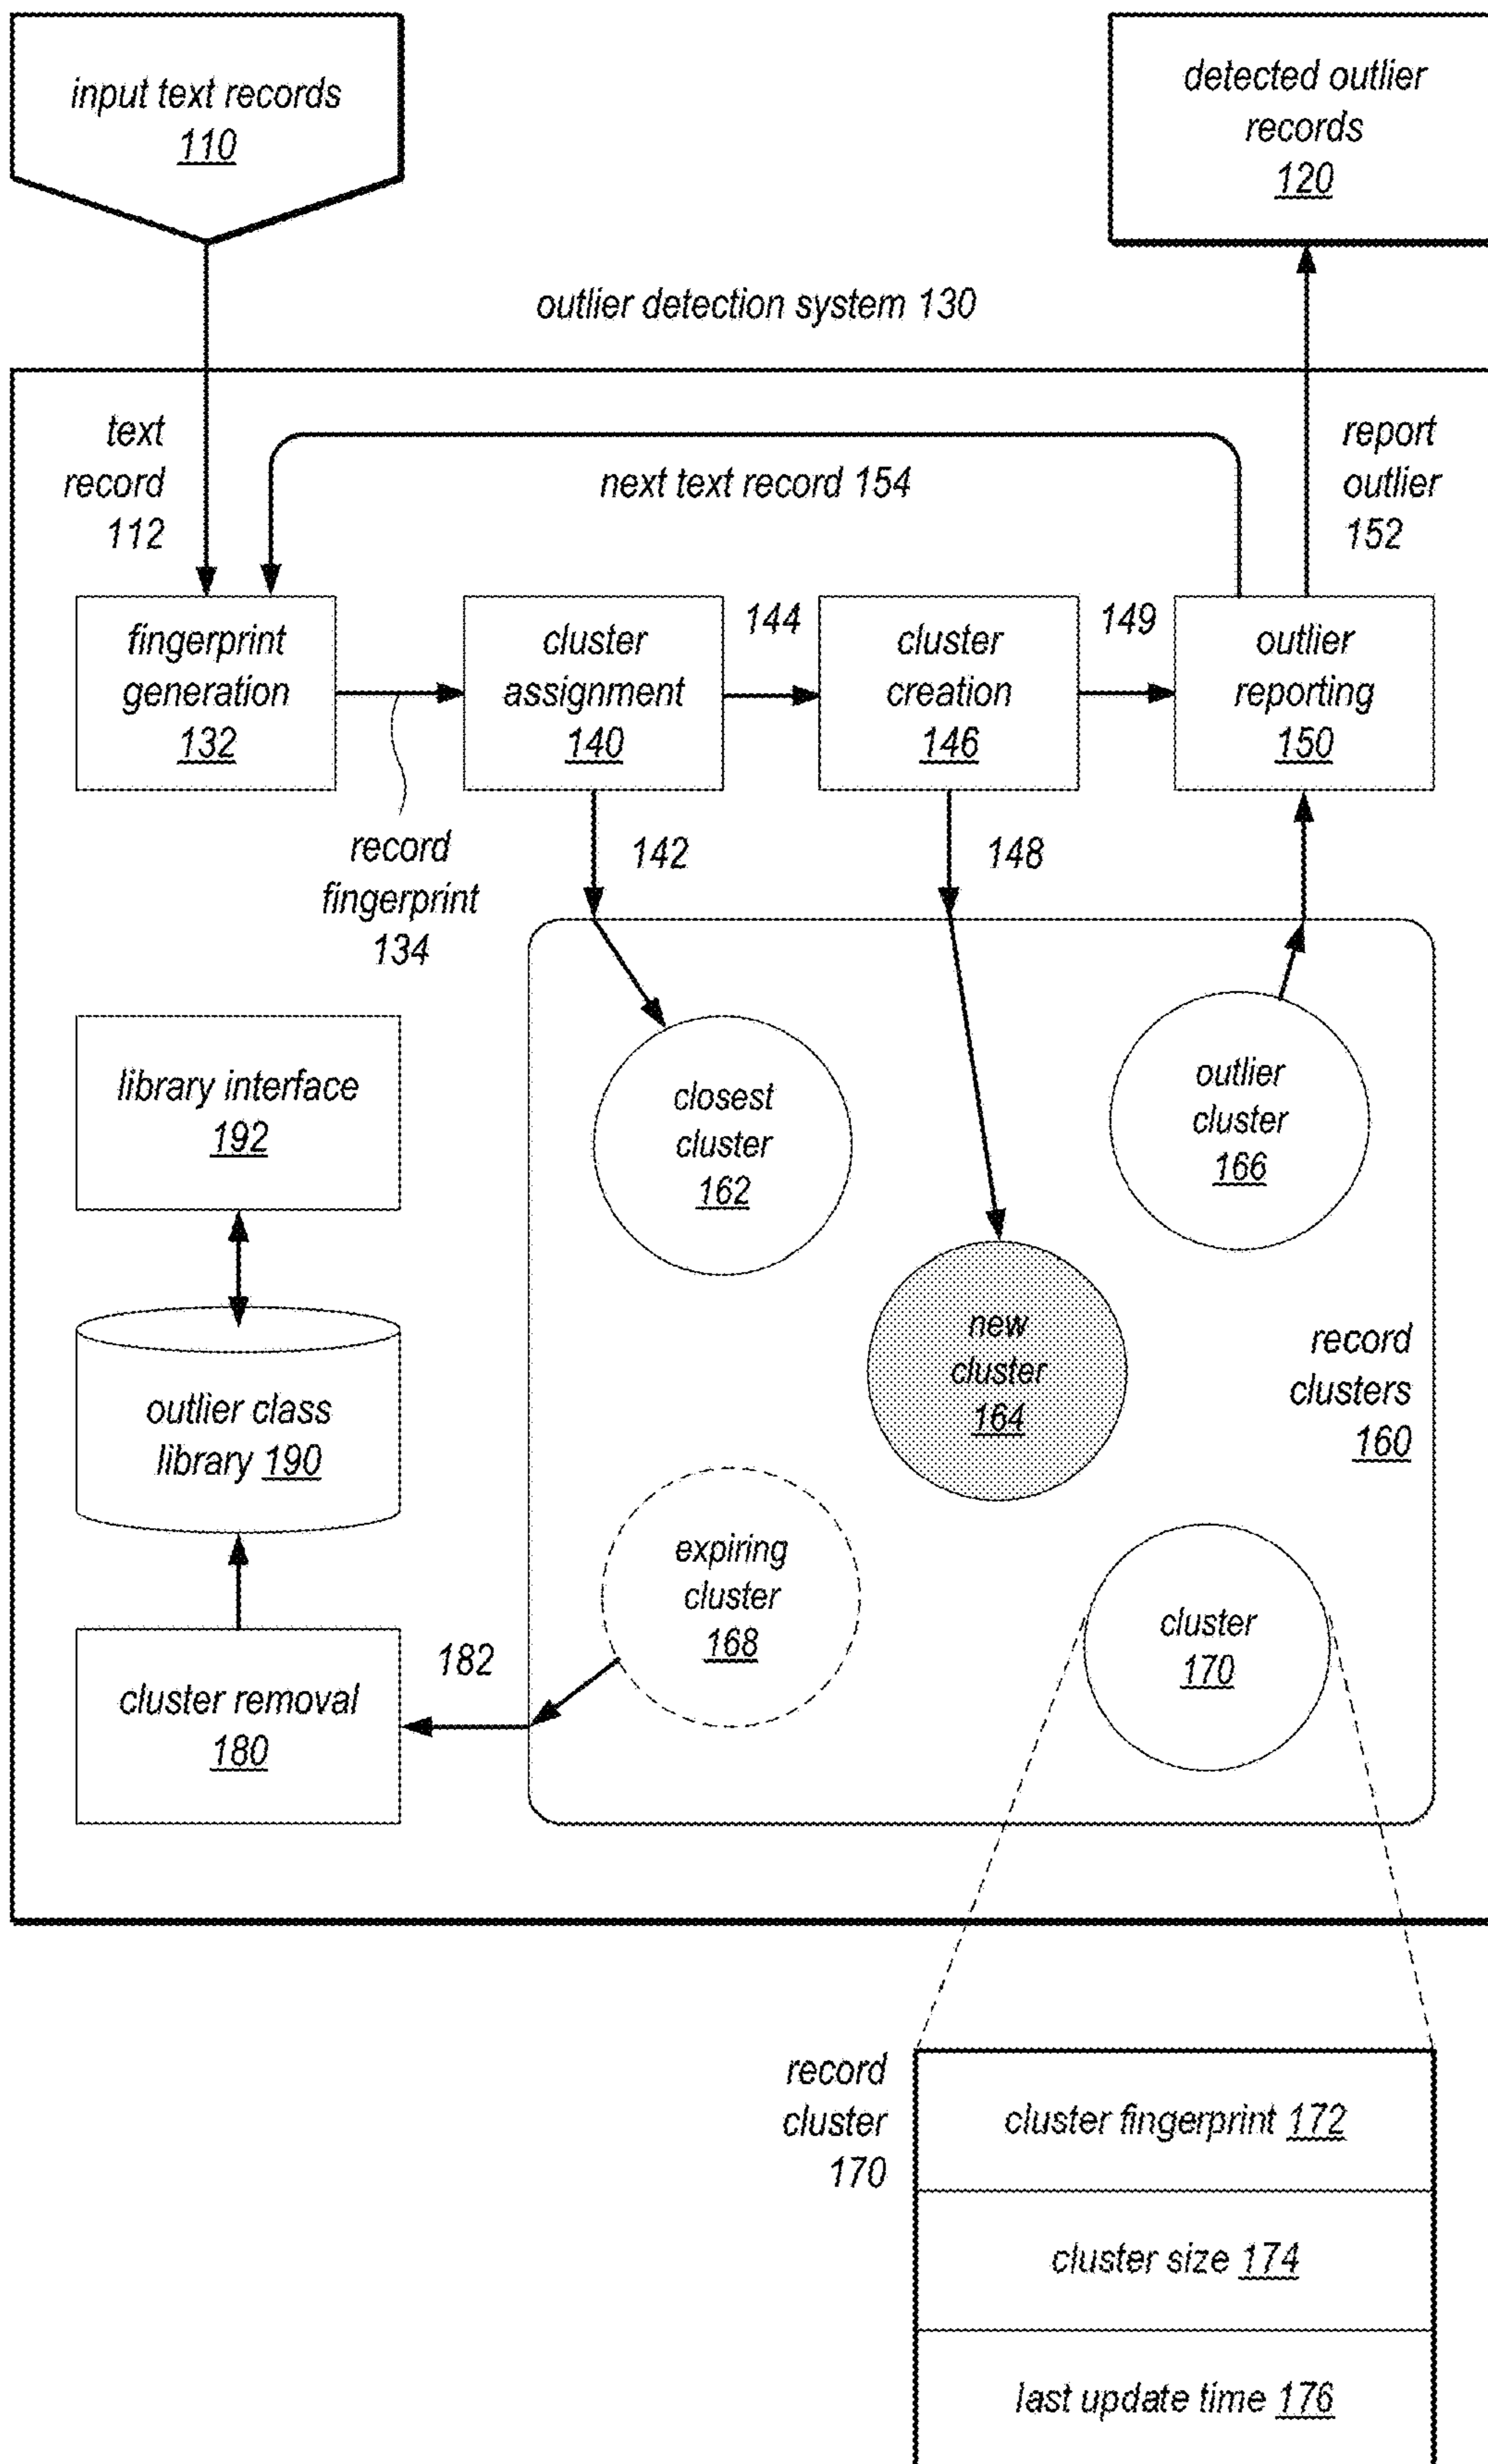 input text records
110
detected outlier
records
120
outlier detection system 130
text
record
112
next text record 154
report
outlier
152
fingerprint
generation
132
cluster
assignment
140
144
cluster
creation
146
149
outlier
reporting
150
record
fingerprint
134
142
148
library interface
192
closest
cluster
162
outlier
cluster
166
new
cluster
164
record
clusters
160
outlier class
library 190
expiring
cluster
168
cluster
170
182
cluster removal
180
record
cluster
170
cluster fingerprint 172
cluster size 174
last update time 176